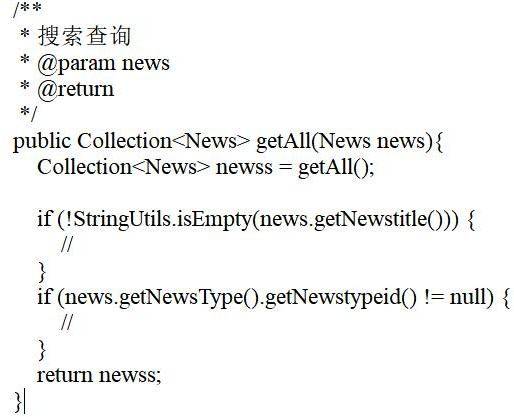 /**
 * 搜索查询
 * @param news
 * @return
 */
public Collection<News> getAll(News news){
    Collection<News> newss = getAll();

    if (!StringUtils.isEmpty(news.getNewstitle())) {
        //
    }
    if (news.getNewsType().getNewstypeid() != null) {
        //
    }
    return newss;
}